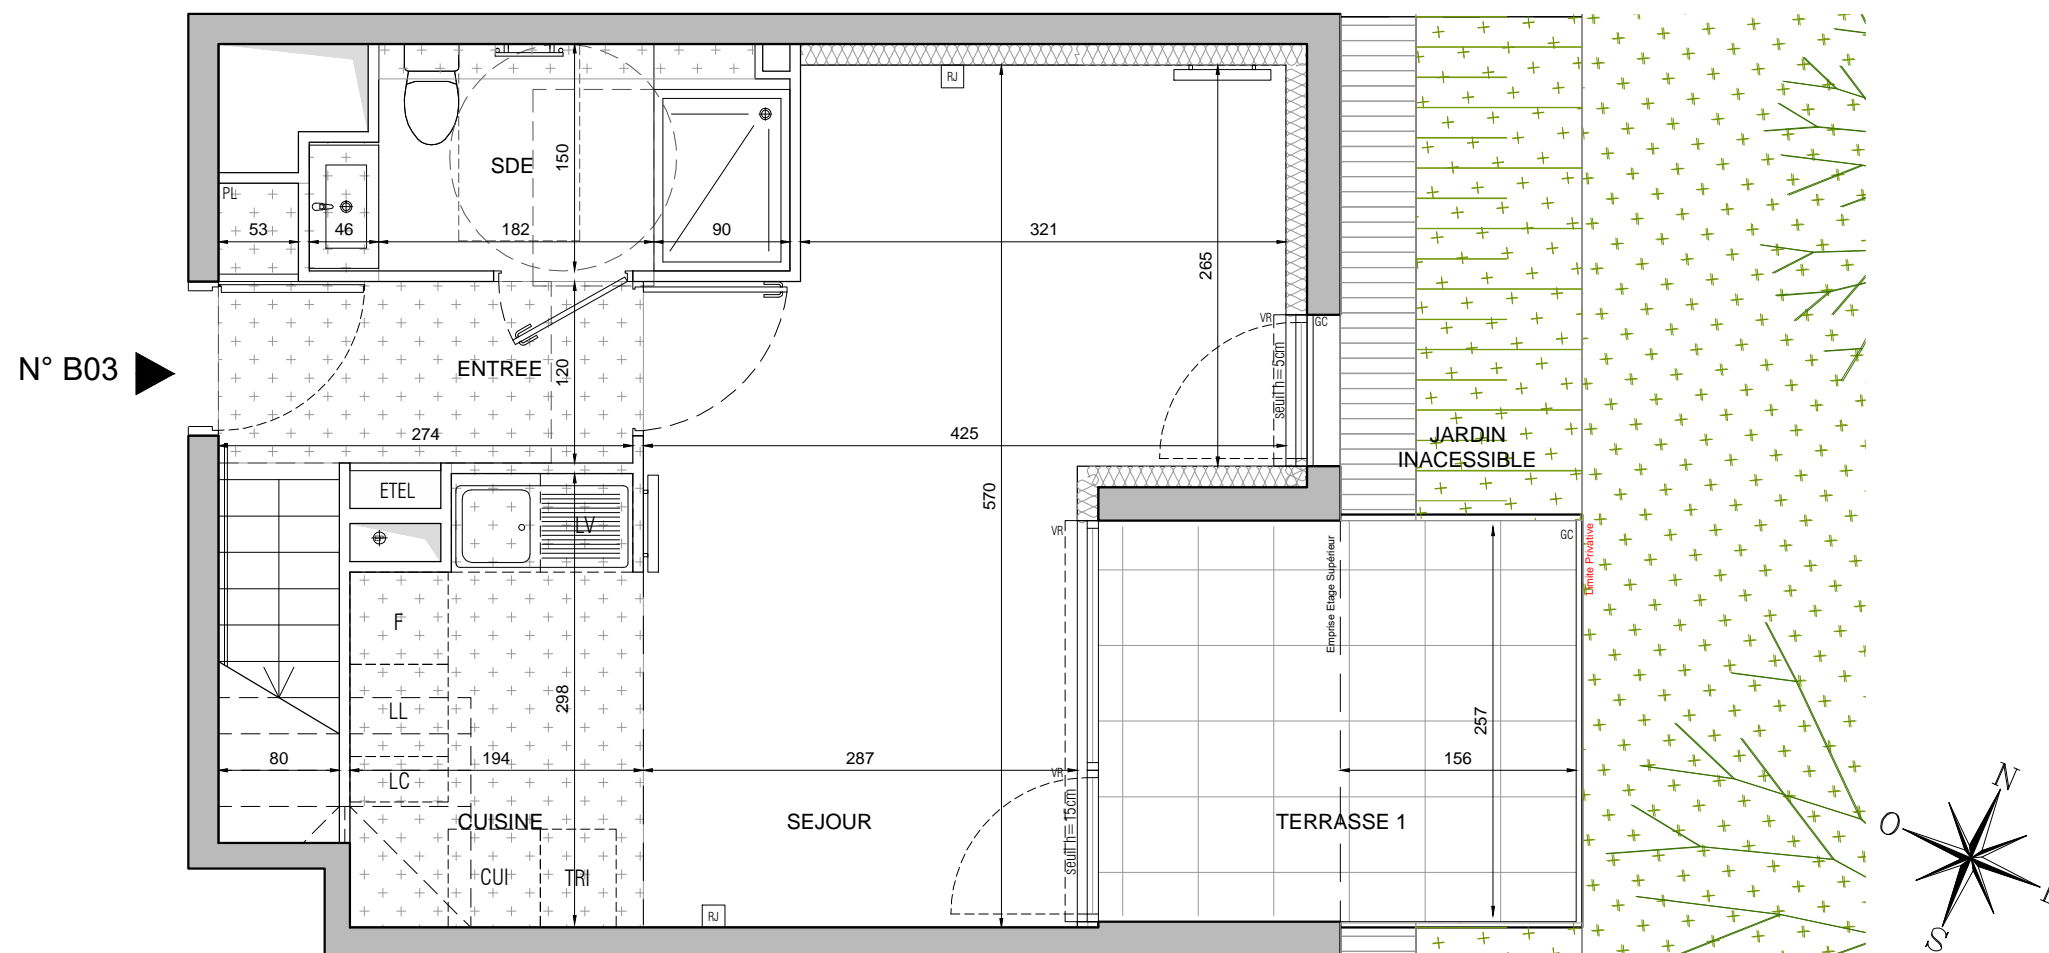 RJ
SDE
150
PL
53
46
182
90
321
265
VR
GC
seuil h=5cm
N° B03
ENTREE
120
274
425
JARDIN
INACESSIBLE
ETEL
LV
570
VR
GC
Limite Privative
Emprise Etage Supérieur
F
298
LL
257
80
194
287
VR
156
LC
CUISINE
SEJOUR
seuil h=15cm
TERRASSE 1
CUI
TRI
RJ
N
O
S